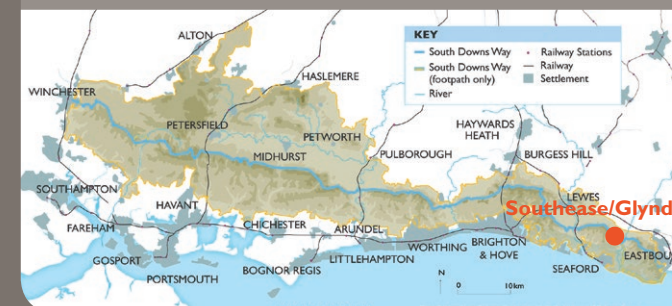 KEY
South Downs Way
South Downs Way
(footpath only)
River
Railway Stations
Railway
Settlement
ALTON
WINCHESTER
HASLEMERE
PETERSFIELD
PETWORTH
MIDHURST
PULBOROUGH
HAYWARDS
HEATH
BURGESS HILL
SOUTHAMPTON
HAVANT
LEWES
Southease/Glynd
FAREHAM
CHICHESTER
ARUNDEL
GOSPORT
PORTSMOUTH
BOGNOR REGIS
LITTLEHAMPTON
WORTHING
BRIGHTON
& HOVE
SEAFORD
EASTBOU
N
0 10km